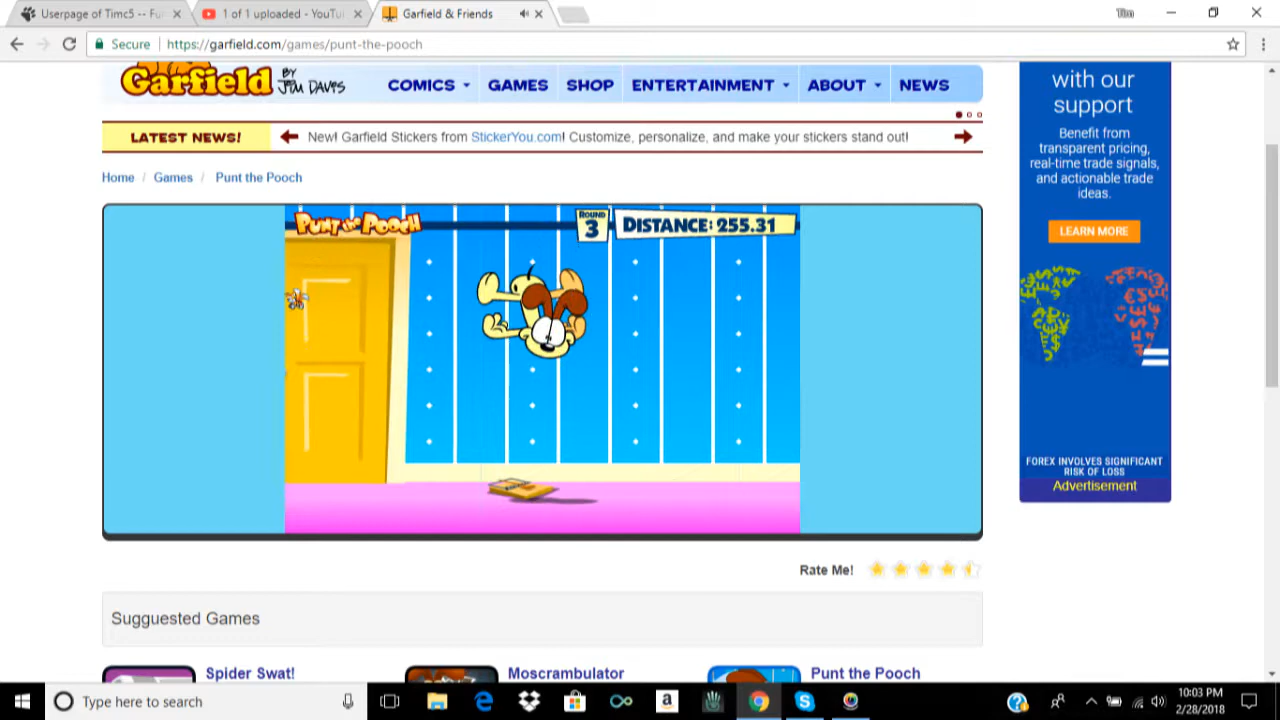 Userpage of Timc5 -- Fu
1 of 1 uploaded - YouTu
Garfield & Friends
Tim
Secure
https://garfield.com/games/punt-the-pooch
Garfield BY JIM DAVIS
COMICS
GAMES
SHOP
ENTERTAINMENT
ABOUT
NEWS
LATEST NEWS!
New! Garfield Stickers from StickerYou.com! Customize, personalize, and make your stickers stand out!
Home / Games / Punt the Pooch
PUNT the POOCH
ROUND
3
DISTANCE: 255.31
with our
support
Benefit from
transparent pricing,
real-time trade signals,
and actionable trade
ideas.
LEARN MORE
FOREX INVOLVES SIGNIFICANT
RISK OF LOSS
Advertisement
Rate Me!
Sugguested Games
Spider Swat!
Moscrambulator
Punt the Pooch
Type here to search
10:03 PM
2/28/2018